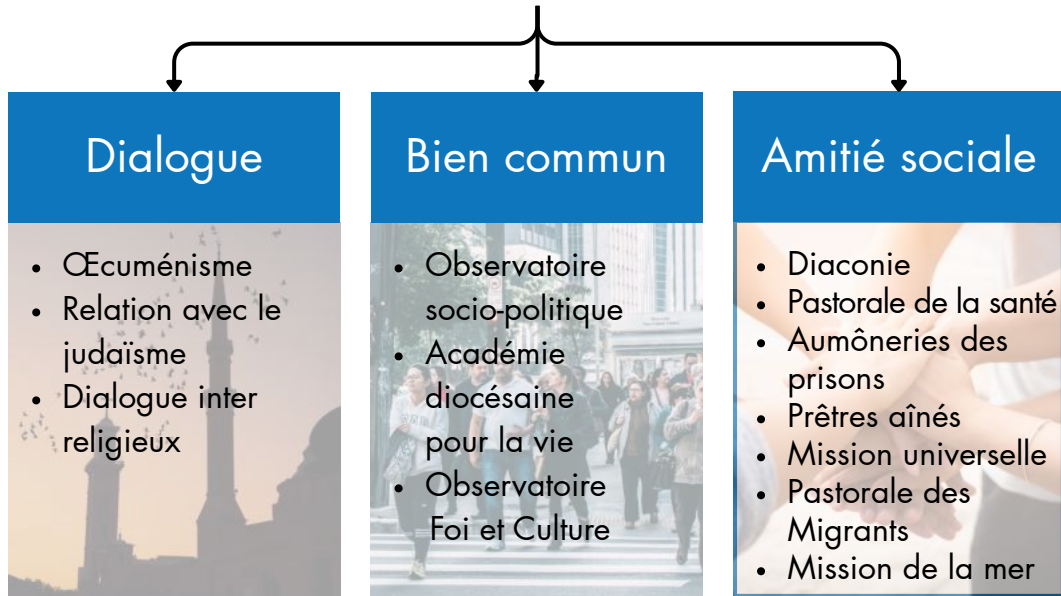 Dialogue
• Œcuménisme
• Relation avec le
judaïsme
• Dialogue inter
religieux
Bien commun
• Observatoire
socio-politique
• Académie
diocésaine
pour la vie
• Observatoire
Foi et Culture
Amitié sociale
• Diaconie
• Pastorale de la santé
• Aumôneries des
prisons
• Prêtres aînés
• Mission universelle
• Pastorale des
Migrants
• Mission de la mer